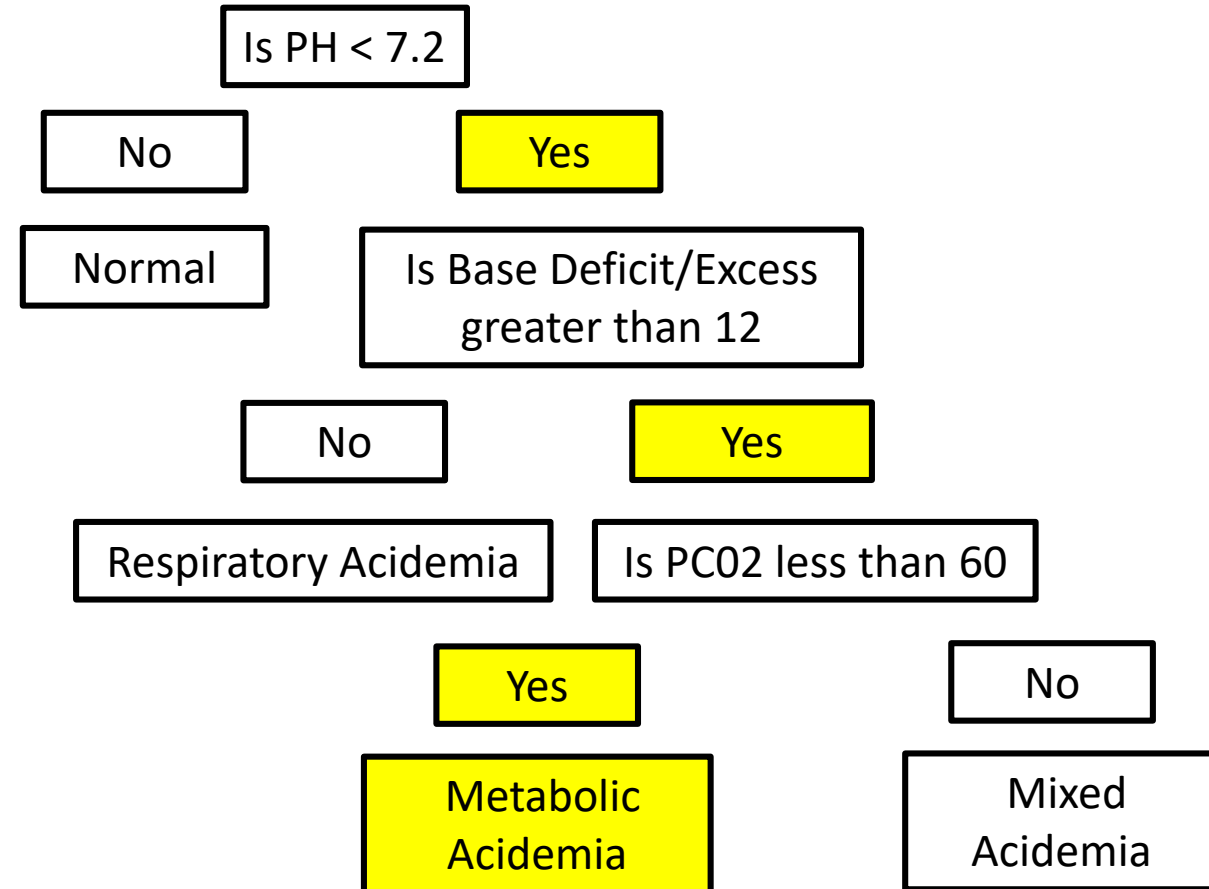 Is PH < 7.2
No
Yes
Normal
Is Base Deficit/Excess
greater than 12
No
Yes
Respiratory Acidemia
Is PC02 less than 60
Yes
No
Metabolic
Acidemia
Mixed
Acidemia